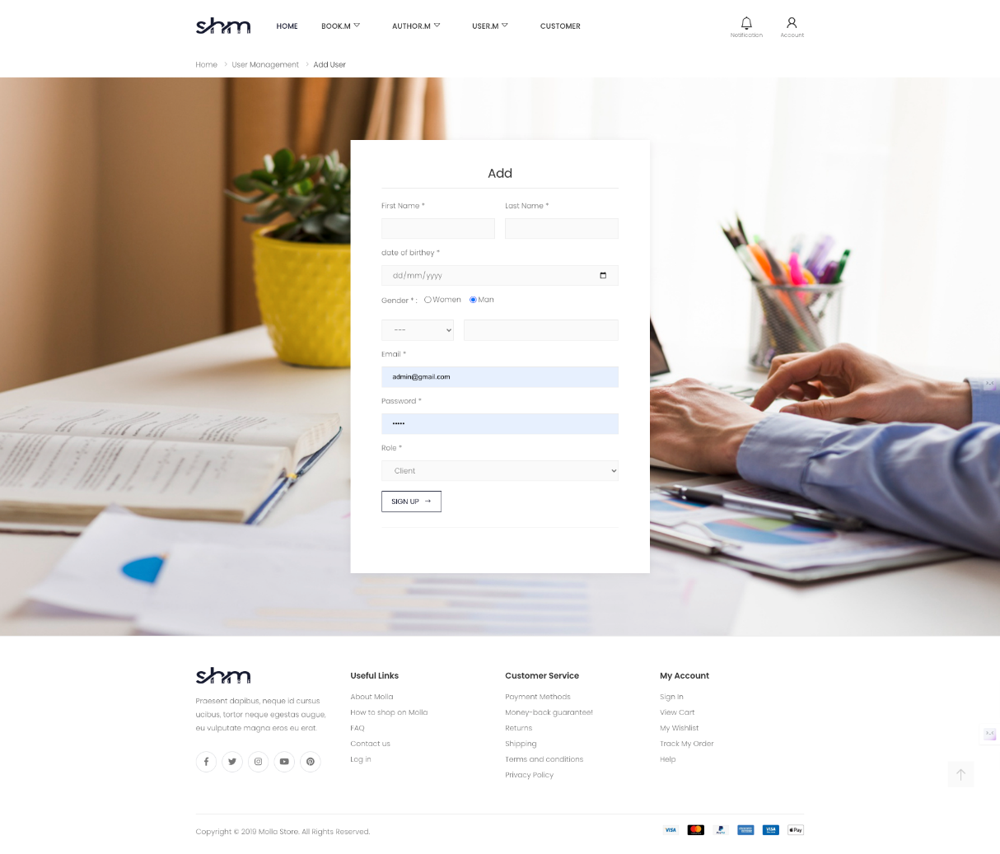 shm
HOME BOOK.M AUTHOR.M USER.M CUSTOMER
Notification Account
Home > User Management > Add User
Add
First Name * Last Name *
date of birthey *
dd/mm/yyyy
Gender * : Women Man
---
Email *
admin@gmail.com
Password *
•••••
Role *
Client
SIGN UP →
shm
Praesent dapibus, neque id cursus
ucibus, tortor neque egestas augue,
eu vulputate magna eros eu erat.
Useful Links
About Molla
How to shop on Molla
FAQ
Contact us
Log in
Customer Service
Payment Methods
Money-back guarantee!
Returns
Shipping
Terms and conditions
Privacy Policy
My Account
Sign In
View Cart
My Wishlist
Track My Order
Help
Copyright © 2019 Molla Store. All Rights Reserved.
VISA PayPal VISA Pay